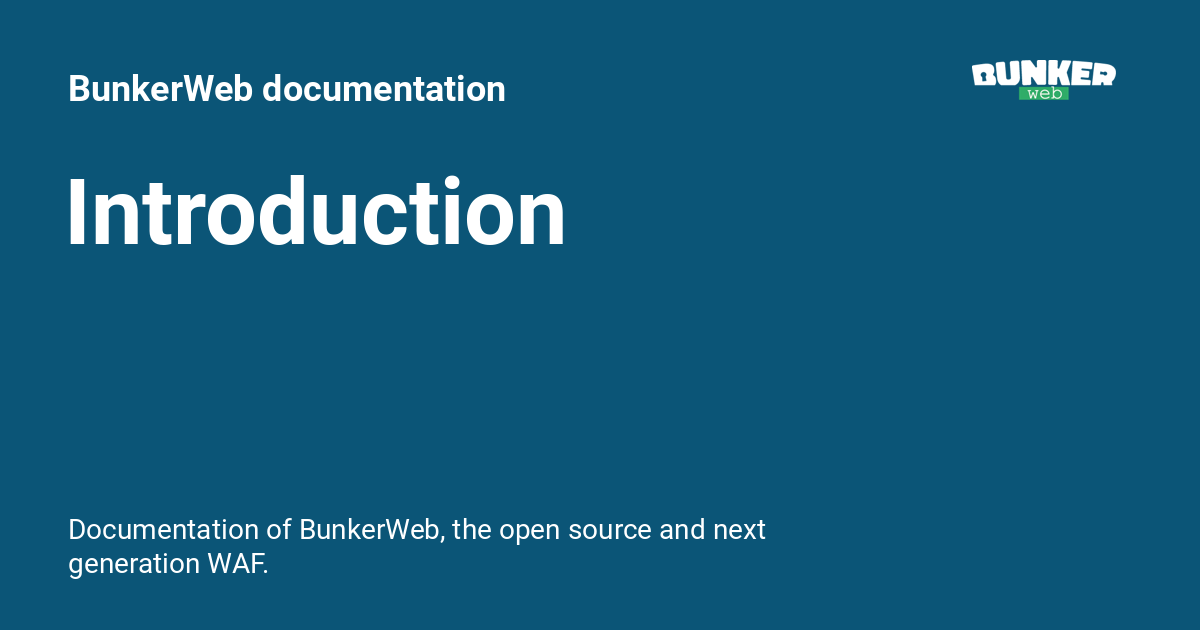 BunkerWeb documentation
BUNKER
web
Introduction
Documentation of BunkerWeb, the open source and next
generation WAF.